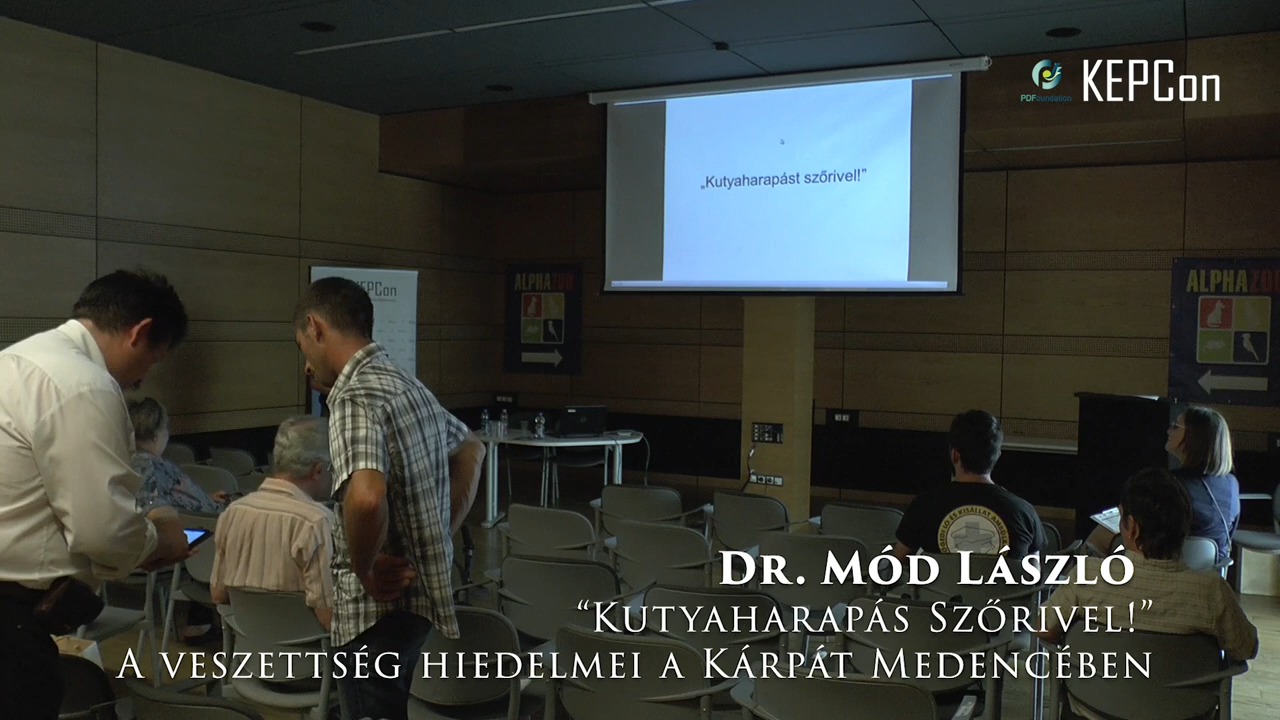 PDFoundation KEPCon
„Kutyaharapást szőrivel!”
KEPCon
ALPHAZOO
ALPHAZOO
Dr. Mód László
“Kutyaharapás Szőrivel!”
A veszettség hiedelmei a Kárpát Medencében